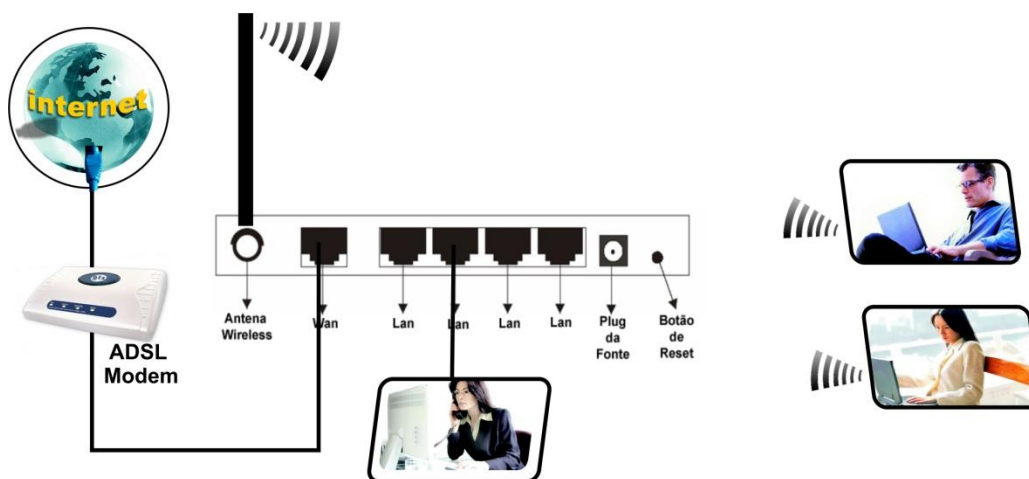 internet
ADSL
Modem
Antena
Wireless
Wan
Lan
Lan
Lan
Lan
Plug
da
Fonte
Botão
de
Reset